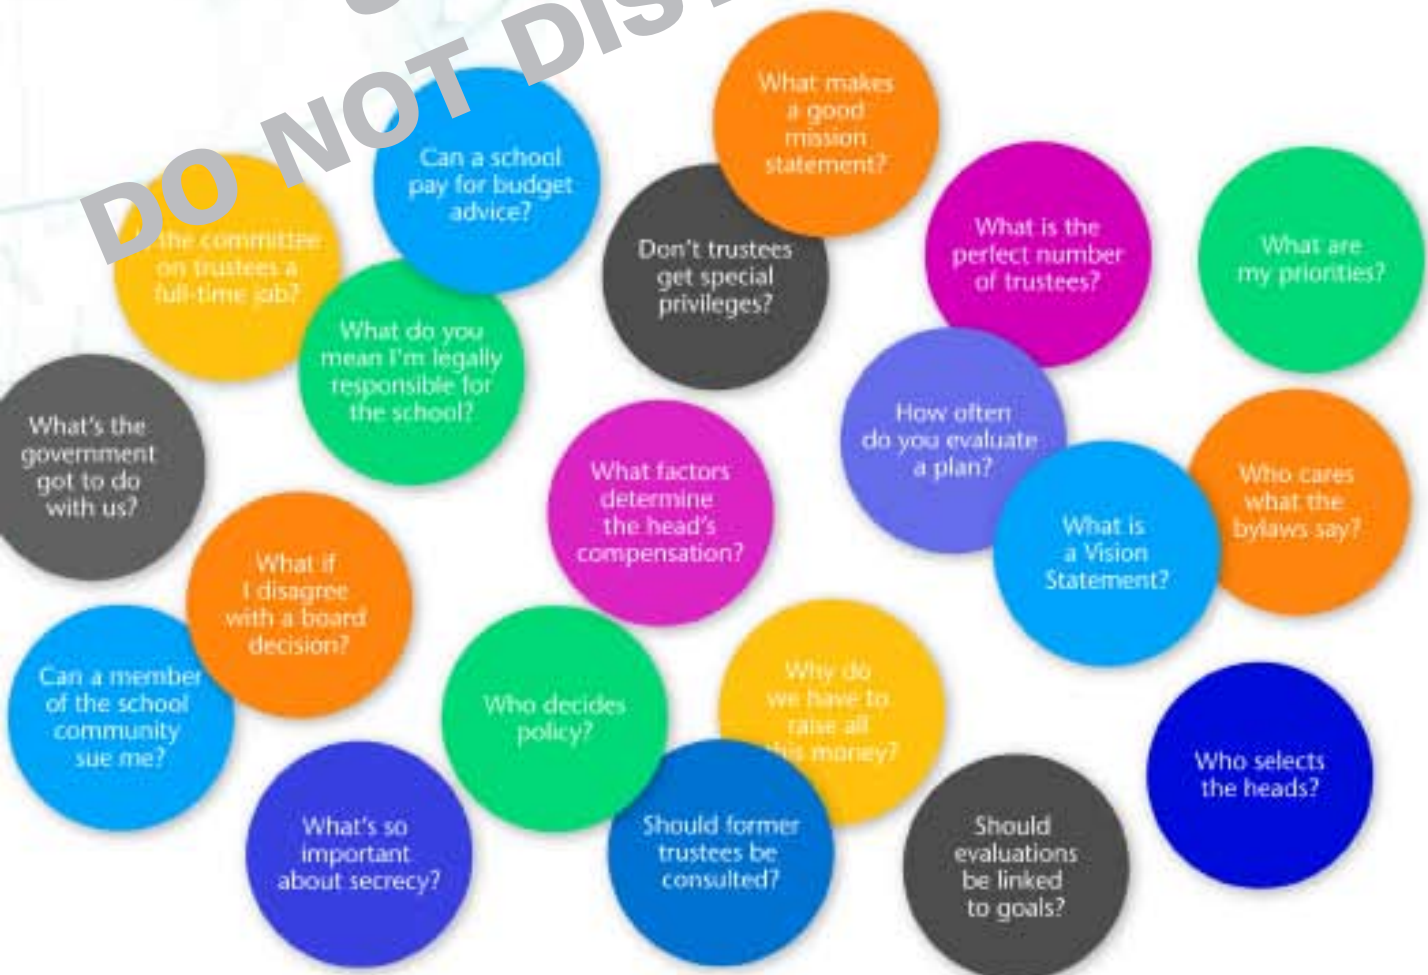 DO NOT DIS
What makes
a good
mission
statement?
Can a school
pay for budget
advice?
the committee
on trustees a
full-time job?
Don't trustees
get special
privileges?
What is the
perfect number
of trustees?
What are
my priorities?
What do you
mean I'm legally
responsible for
the school?
What's the
government
got to do
with us?
How often
do you evaluate
a plan?
What factors
determine
the head's
compensation?
Who cares
what the
bylaws say?
What is
a Vision
Statement?
What if
I disagree
with a board
decision?
Can a member
of the school
community
sue me?
Who decides
policy?
Why do
we have to
raise all
this money?
Who selects
the heads?
What's so
important
about secrecy?
Should former
trustees be
consulted?
Should
evaluations
be linked
to goals?